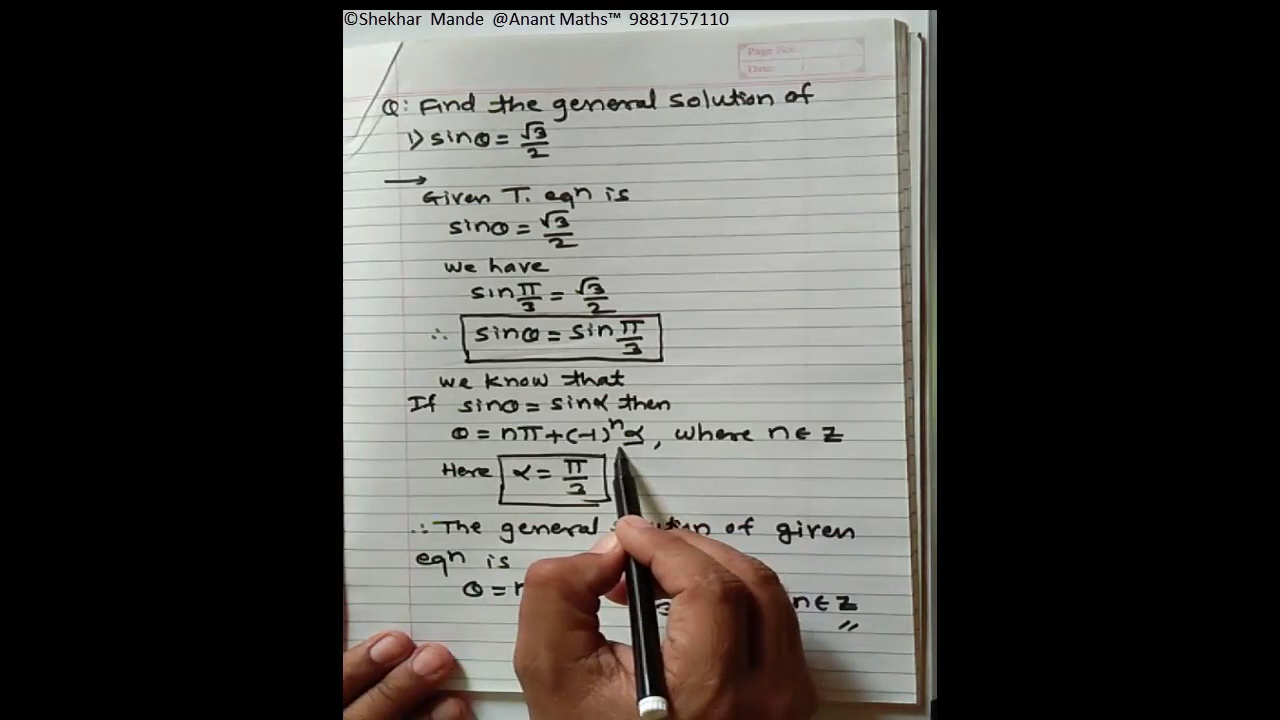 ©Shekhar Mande @Anant Maths™ 9881757110
Page No.
Date:
Q: Find the general solution of
1) sinθ = √3/2
→ Given T. eqn is
sinθ = √3/2
we have
sin π/3 = √3/2
∴ sinθ = sin π/3
we know that
If sinθ = sinα then
θ = nπ+(-1)ⁿα, where n∈Z
Here α = π/3
∴ The general of given
eqn is
θ = n∈Z